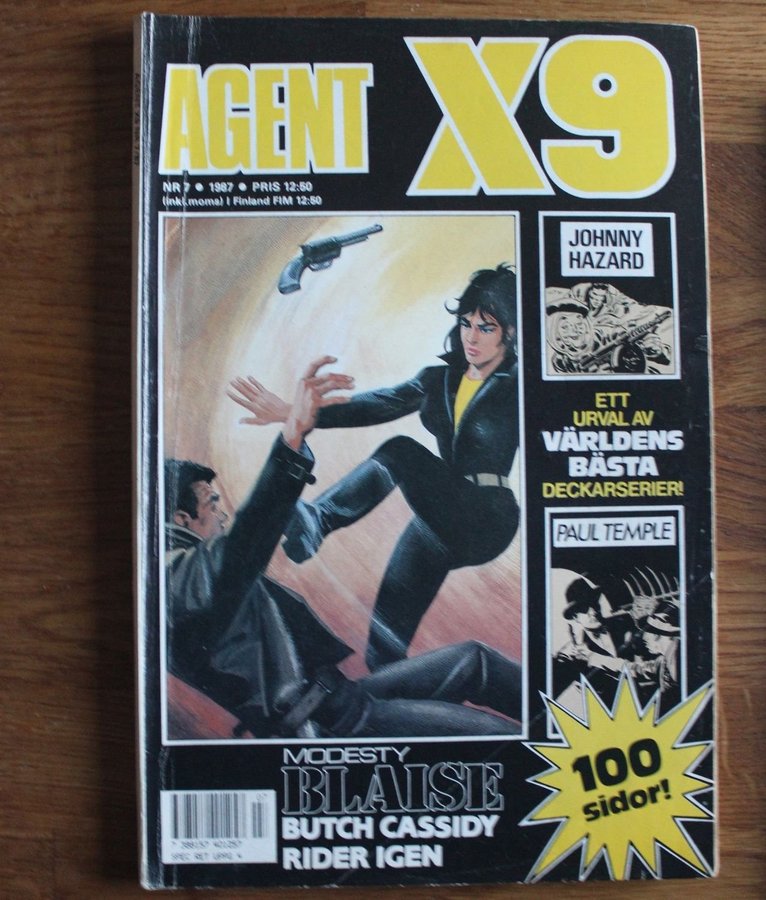 AGENT X9
NR 7 • 1987 • PRIS 12:50
(inkl.moms) I Finland FIM 12:50
JOHNNY
HAZARD
ETT
URVAL AV
VÄRLDENS
BÄSTA
DECKARSERIER!
PAUL TEMPLE
100
sidor!
MODESTY
BLAISE
BUTCH CASSIDY
RIDER IGEN